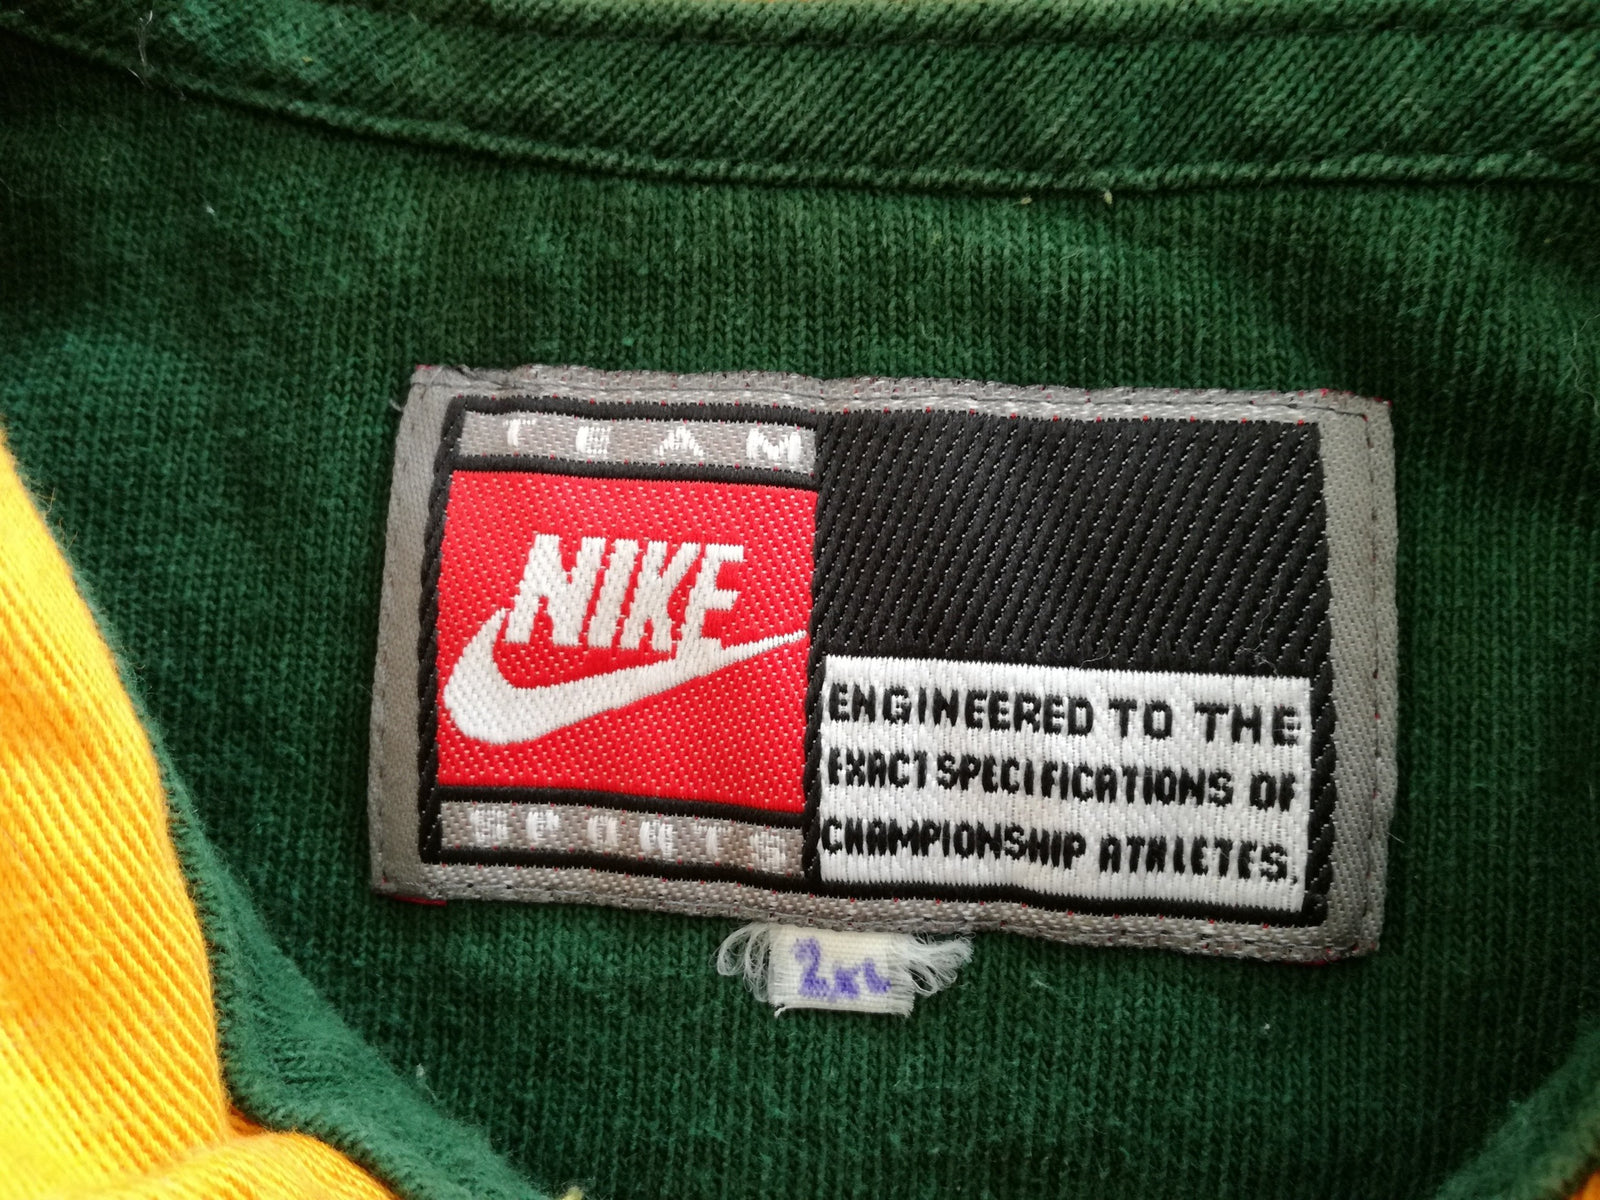 TEAM
NIKE
SPORTS
ENGINEERED TO THE
EXACT SPECIFICATIONS OF
CHAMPIONSHIP ATHLETES.
2XL